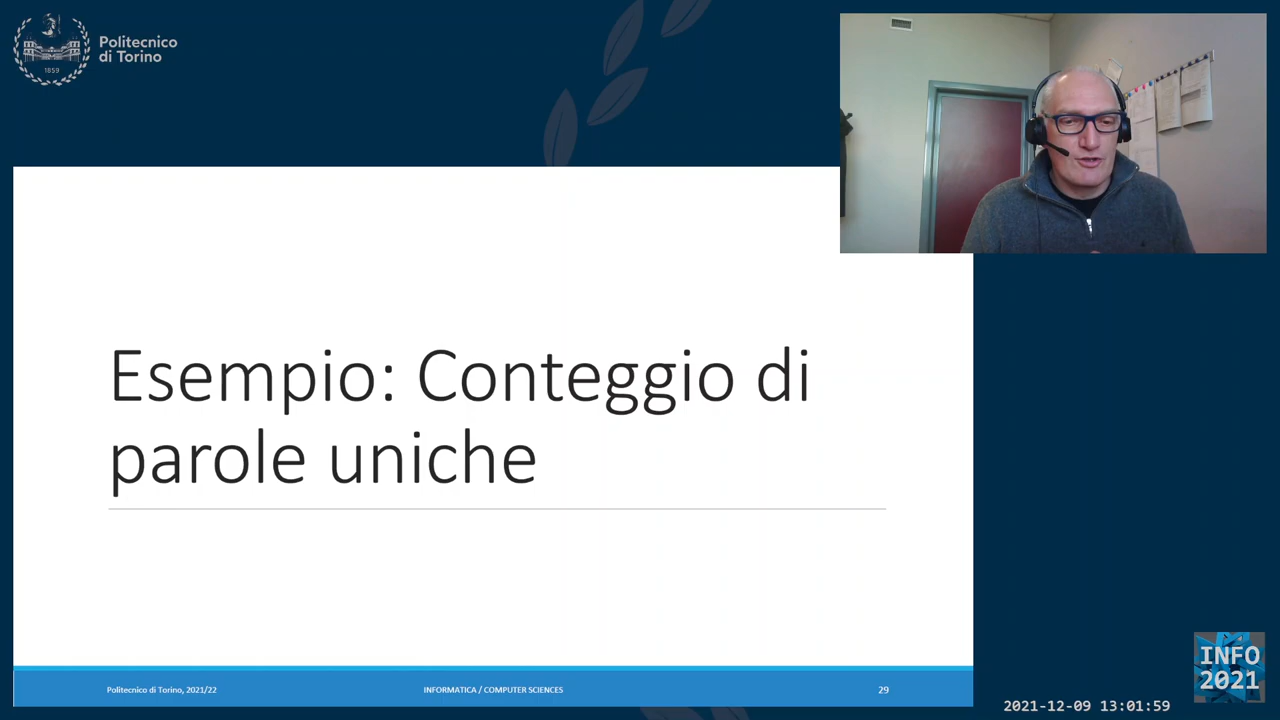 Politecnico
di Torino
1859
Esempio: Conteggio di
parole uniche
Politecnico di Torino, 2021/22
INFORMATICA / COMPUTER SCIENCES
29
INFO
2021
2021-12-09 13:01:59